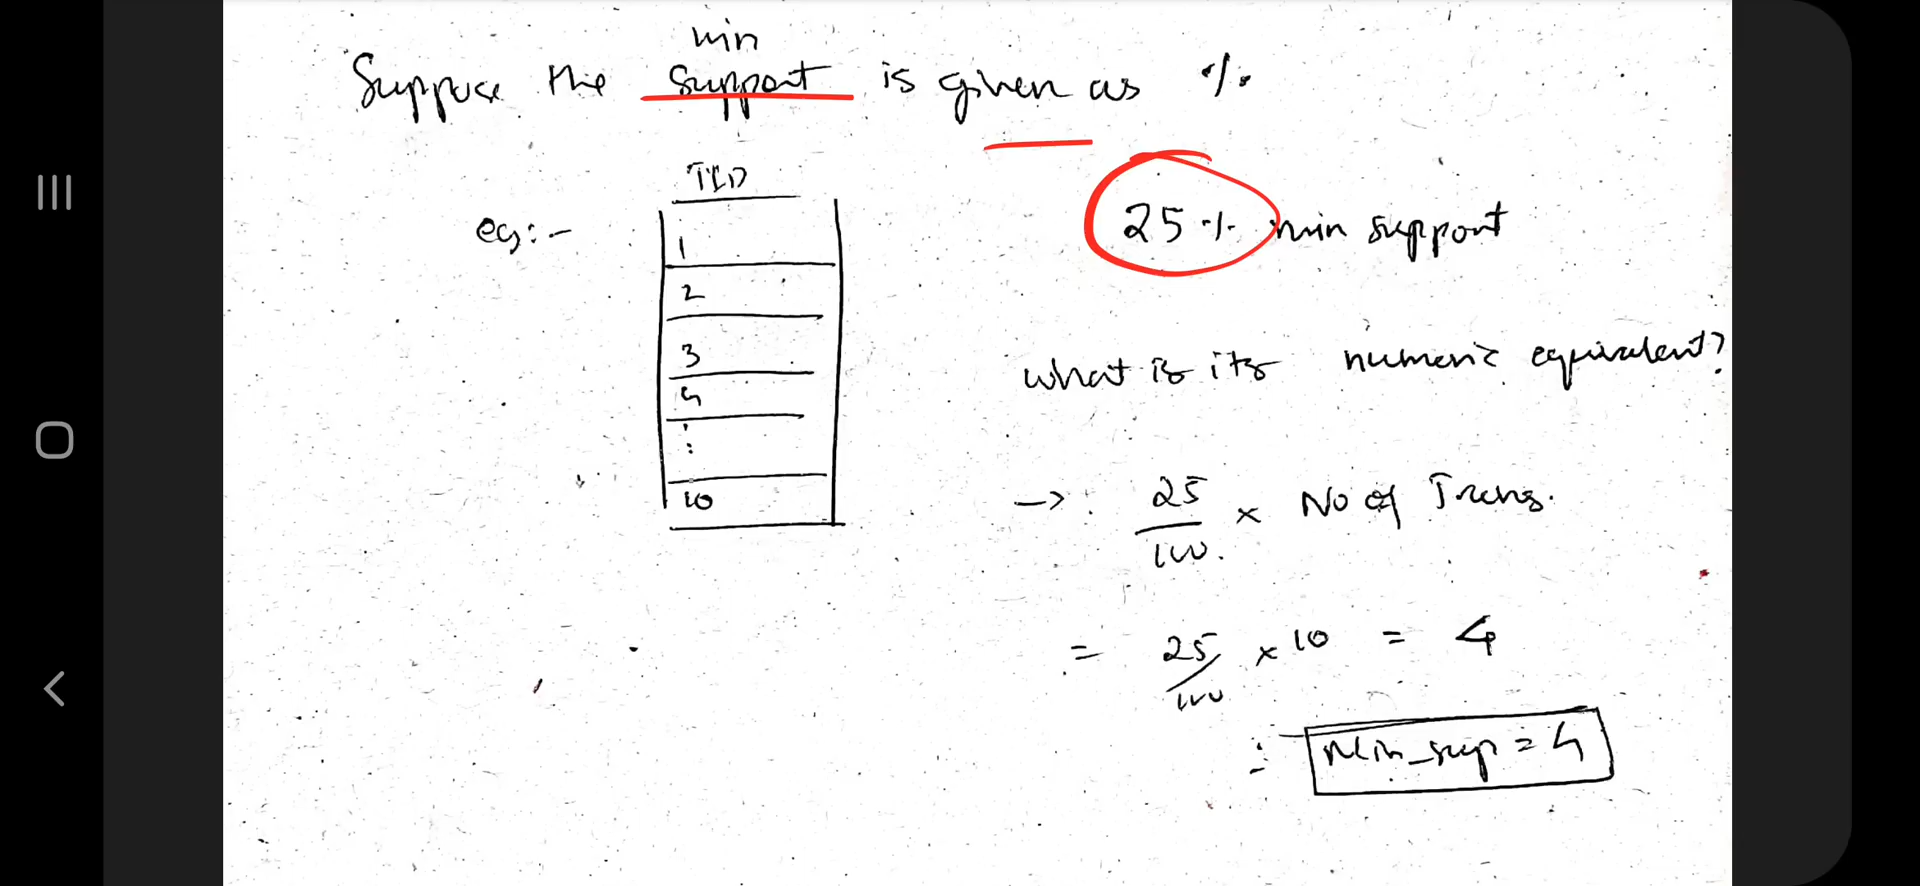 min
Suppose the support is given as %
TID
eg:-
1
2
3
4
:
10
25 % min support
what is its numeric equivalent?
-> 25/100 × No of Trans.
= 25/100 × 10 = 4
∴ Min_sup = 4